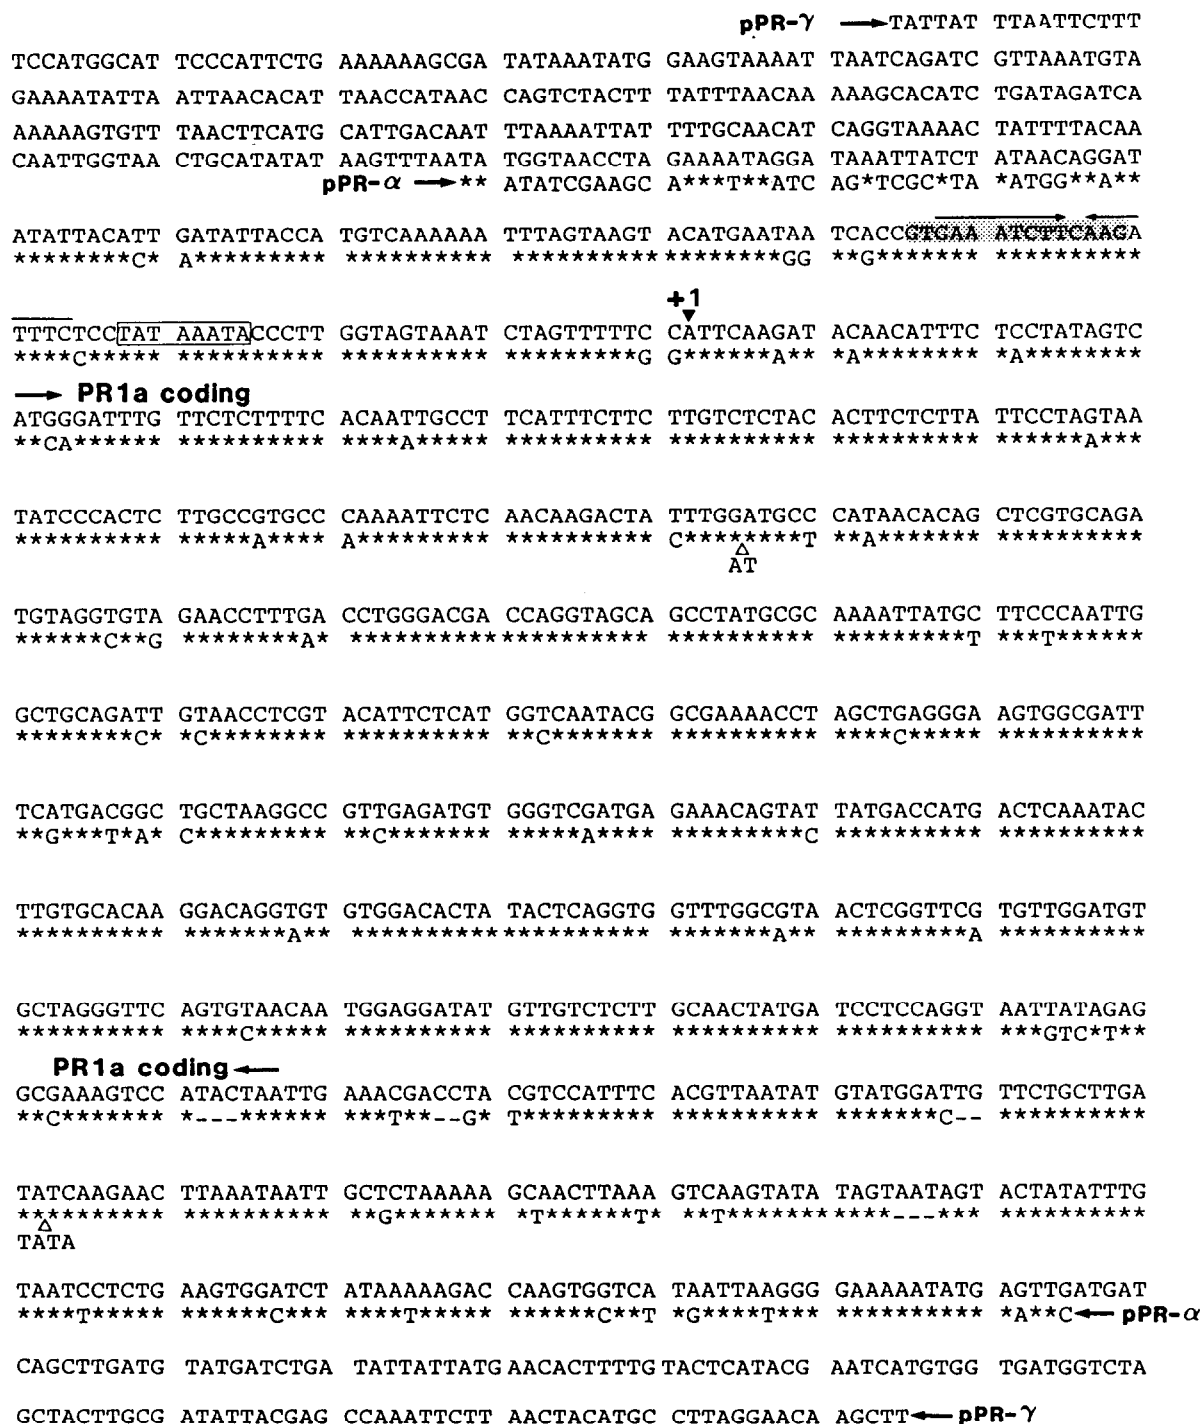 pPR-γ →TATTAT TTAATTCTTT
TCCATGGCAT TCCCATTCTG AAAAAAGCGA TATAAATATG GAAGTAAAAT TAATCAGATC GTTAAATGTA
GAAAATATTA ATTAACACAT TAACCATAAC CAGTCTACTT TATTTAACAA AAAGCACATC TGATAGATCA
AAAAAGTGTT TAACTTCATG CATTGACAAT TTAAAATTAT TTTGCAACAT CAGGTAAAAC TATTTTACAA
CAATTGGTAA CTGCATATAT AAGTTTAATA TGGTAACCTA GAAAATAGGA TAAATTATCT ATAACAGGAT
pPR-α →** ATATCGAAGCA A***T**ATC AG*TCGC*TA *ATGG**A**
ATATTACATT GATATTACCA TGTCAAAAAA TTTAGTAAGT ACATGAATAA TCACCGTGAA ATCTTCAAGA
********C* A********* ********** ********** ********GG **G******* **********
TTTCTCCTAT AAATACCCTT GGTAGTAAAT CTAGTTTTTC CATTCAAGAT ACAACATTTC TCCTATAGTC
+1
****C***** ********** ********** ********G* G******A** *A******** **A*******
→ PR1a coding
ATGGGATTTG TTCTCTTTTC ACAATTGCCT TCATTTCTTC TTGTCTCTAC ACTTCTCTTA TTCCTAGTAA
**CA****** ********** ****A***** ********** ********** ********** ******A***
TATCCCACTC TTGCCGTGCC CAAAATTCTC AACAAGACTA TTTGGATGCC CATAACACAG CTCGTGCAGA
********** *****A**** A********* ********** C********T **A******* **********
△
AT
TGTAGGTGTA GAACCTTTGA CCTGGGACGA CCAGGTAGCA GCCTATGCGC AAAATTATGC TTCCCAATTG
******C**G ********A* ********** ********** ********** *********T ***T******
GCTGCAGATT GTAACCTCGT ACATTCTCAT GGTCAATACG GCGAAAACCT AGCTGAGGGA AGTGGCGATT
********C* *C******** ********** **C******* ********** ****C***** **********
TCATGACGGC TGCTAAGGCC GTTGAGATGT GGGTCGATGA GAAACAGTAT TATGACCATG ACTCAAATAC
**G***T*A* C********* **C******* *****A**** *********C ********** **********
TTGTGCACAA GGACAGGTGT GTGGACACTA TACTCAGGTG GTTTGGCGTA ACTCGGTTCG TGTTGGATGT
********** *******A** ********** ********** *******A** *********A **********
GCTAGGGTTC AGTGTAACAA TGGAGGATAT GTTGTCTCTT GCAACTATGA TCCTCCAGGT AATTATAGAG
********** ****C***** ********** ********** ********** ********** ***GTC*T**
PR1a coding ←
GCGAAAGTCC ATACTAATTG AAACGACCTA CGTCCATTTC ACGTTAATAT GTATGGATTG TTCTGCTTGA
**C******* *---****** ***T**--G* T********* ********** *******C-- **********
TATCAAGAAC TTAAATAATT GCTCTAAAAA GCAACTTAAA GTCAAGTATA TAGTAATAGT ACTATATTTG
********** ********** **G******* *T******T* **T******* ****---*** **********
△
TATA
TAATCCTCTG AAGTGGATCT ATAAAAAGAC CAAGTGGTCA TAATTAAGGG GAAAAATATG AGTTGATGAT
****T***** ******C*** ****T***** ******C**T *G****T*** ********** *A**C← pPR-α
CAGCTTGATG TATGATCTGA TATTATTATG AACACTTTTG TACTCATACG AATCATGTGG TGATGGTCTA
GCTACTTGCG ATATTACGAG CCAAATTCTT AACTACATGC CTTAGGAACA AGCTT← pPR-γ